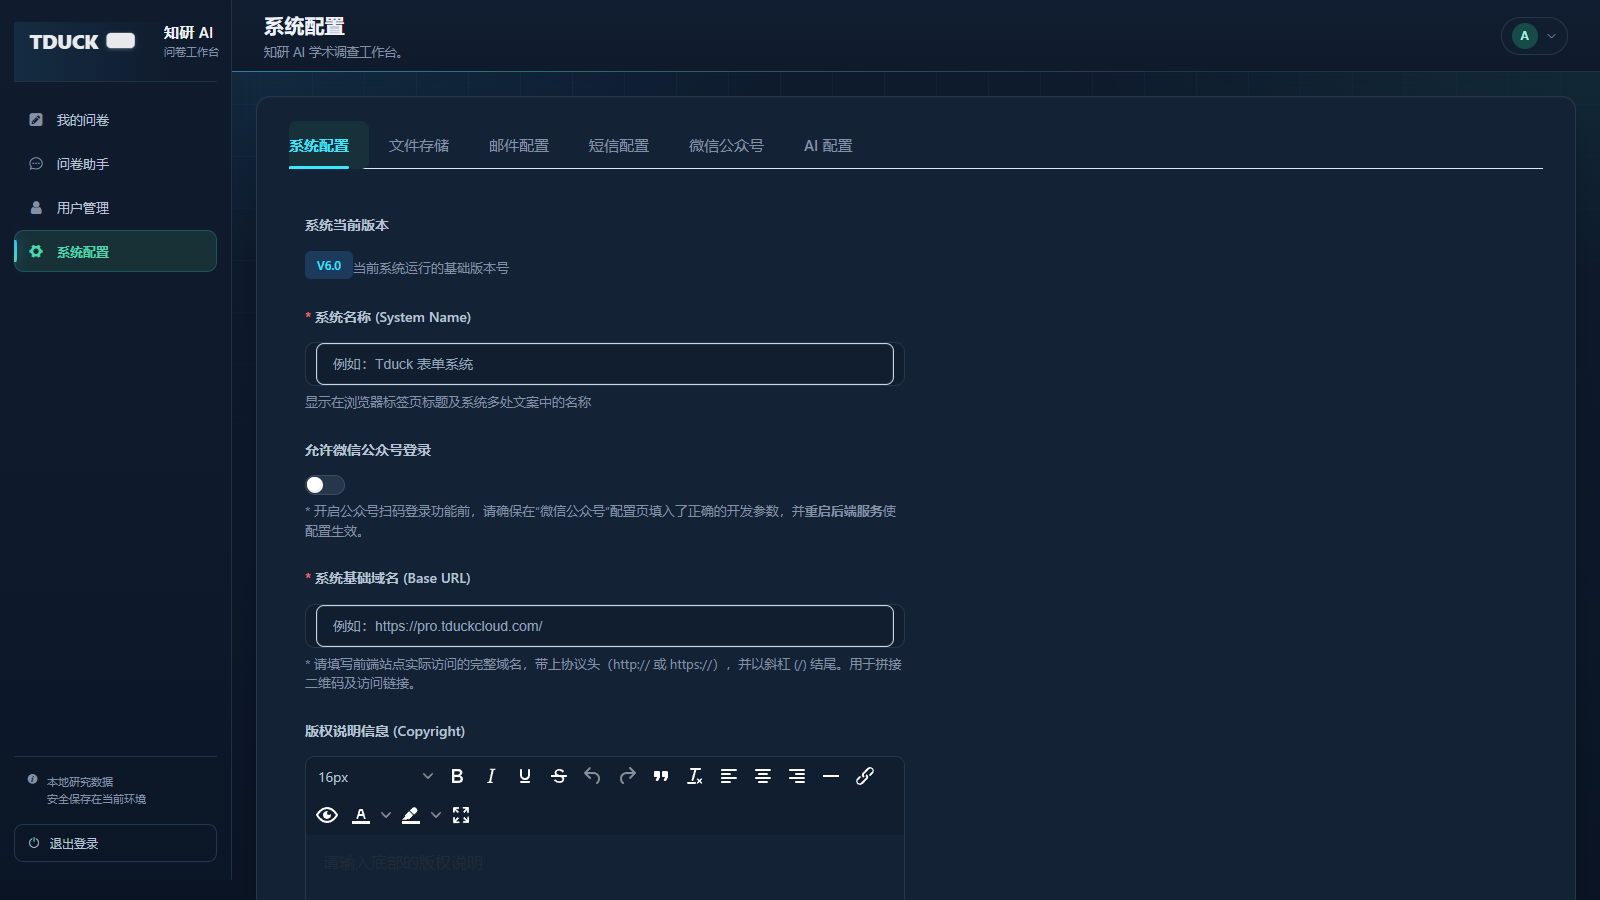 TDUCK
知研 AI
问卷工作台
我的问卷
问卷助手
用户管理
系统配置
本地研究数据
安全保存在当前环境
退出登录
系统配置
知研 AI 学术调查工作台。
A
系统配置
文件存储
邮件配置
短信配置
微信公众号
AI 配置
系统当前版本
V6.0 当前系统运行的基础版本号
* 系统名称 (System Name)
例如：Tduck 表单系统
显示在浏览器标签页标题及系统多处文案中的名称
允许微信公众号登录
* 开启公众号扫码登录功能前，请确保在“微信公众号”配置页填入了正确的开发参数，并重启后端服务使
配置生效。
* 系统基础域名 (Base URL)
例如：https://pro.tduckcloud.com/
* 请填写前端站点实际访问的完整域名，带上协议头（http:// 或 https://），并以斜杠 (/) 结尾。用于拼接
二维码及访问链接。
版权说明信息 (Copyright)
16px
请输入底部的版权说明